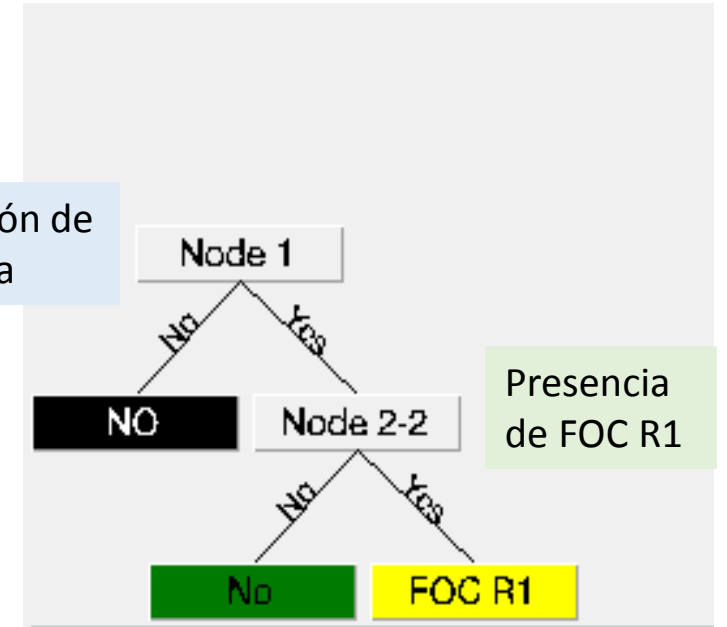 ón de
a
Node 1
No
Yes
NO
Node 2-2
Presencia
de FOC R1
No
Yes
No
FOC R1